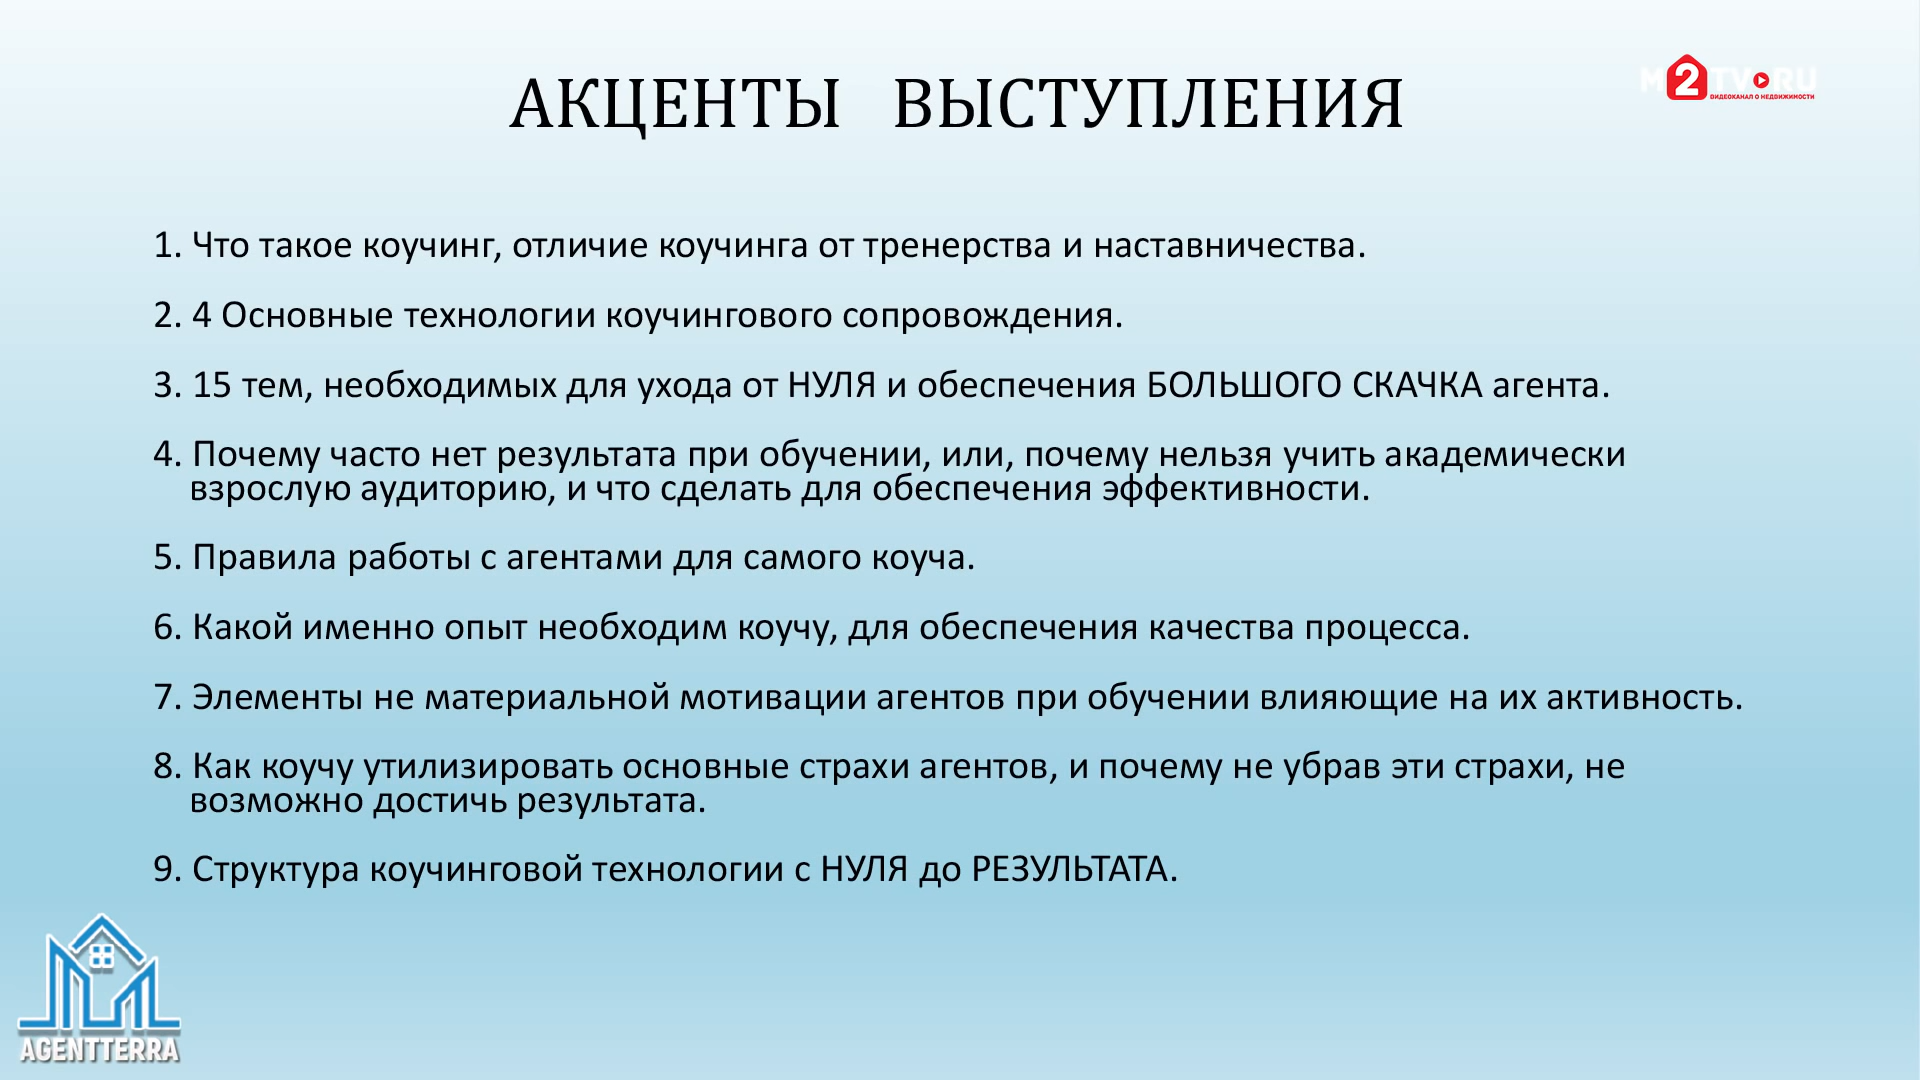 АКЦЕНТЫ ВЫСТУПЛЕНИЯ
M2TV.RU
ВИДЕОКАНАЛ О НЕДВИЖИМОСТИ
1. Что такое коучинг, отличие коучинга от тренерства и наставничества.
2. 4 Основные технологии коучингового сопровождения.
3. 15 тем, необходимых для ухода от НУЛЯ и обеспечения БОЛЬШОГО СКАЧКА агента.
4. Почему часто нет результата при обучении, или, почему нельзя учить академически
взрослую аудиторию, и что сделать для обеспечения эффективности.
5. Правила работы с агентами для самого коуча.
6. Какой именно опыт необходим коучу, для обеспечения качества процесса.
7. Элементы не материальной мотивации агентов при обучении влияющие на их активность.
8. Как коучу утилизировать основные страхи агентов, и почему не убрав эти страхи, не
возможно достичь результата.
9. Структура коучинговой технологии с НУЛЯ до РЕЗУЛЬТАТА.
AGENTTERRA